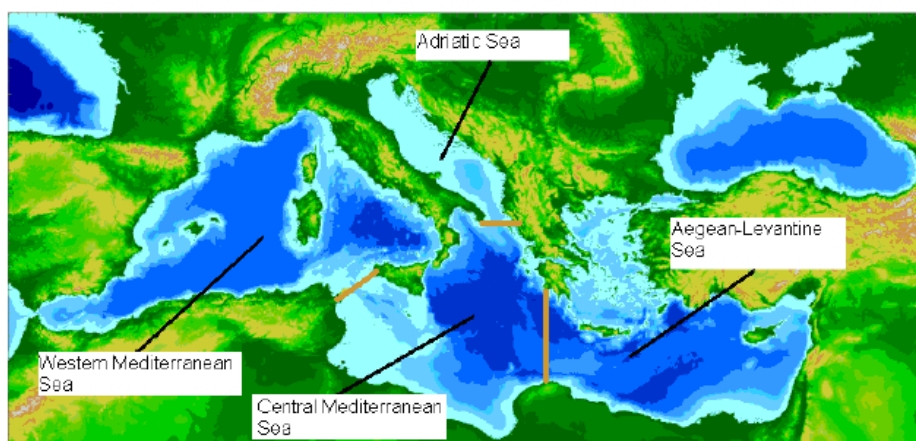 Adriatic Sea
Aegean-Levantine
Sea
Western Mediterranean
Sea
Central Mediterranean
Sea